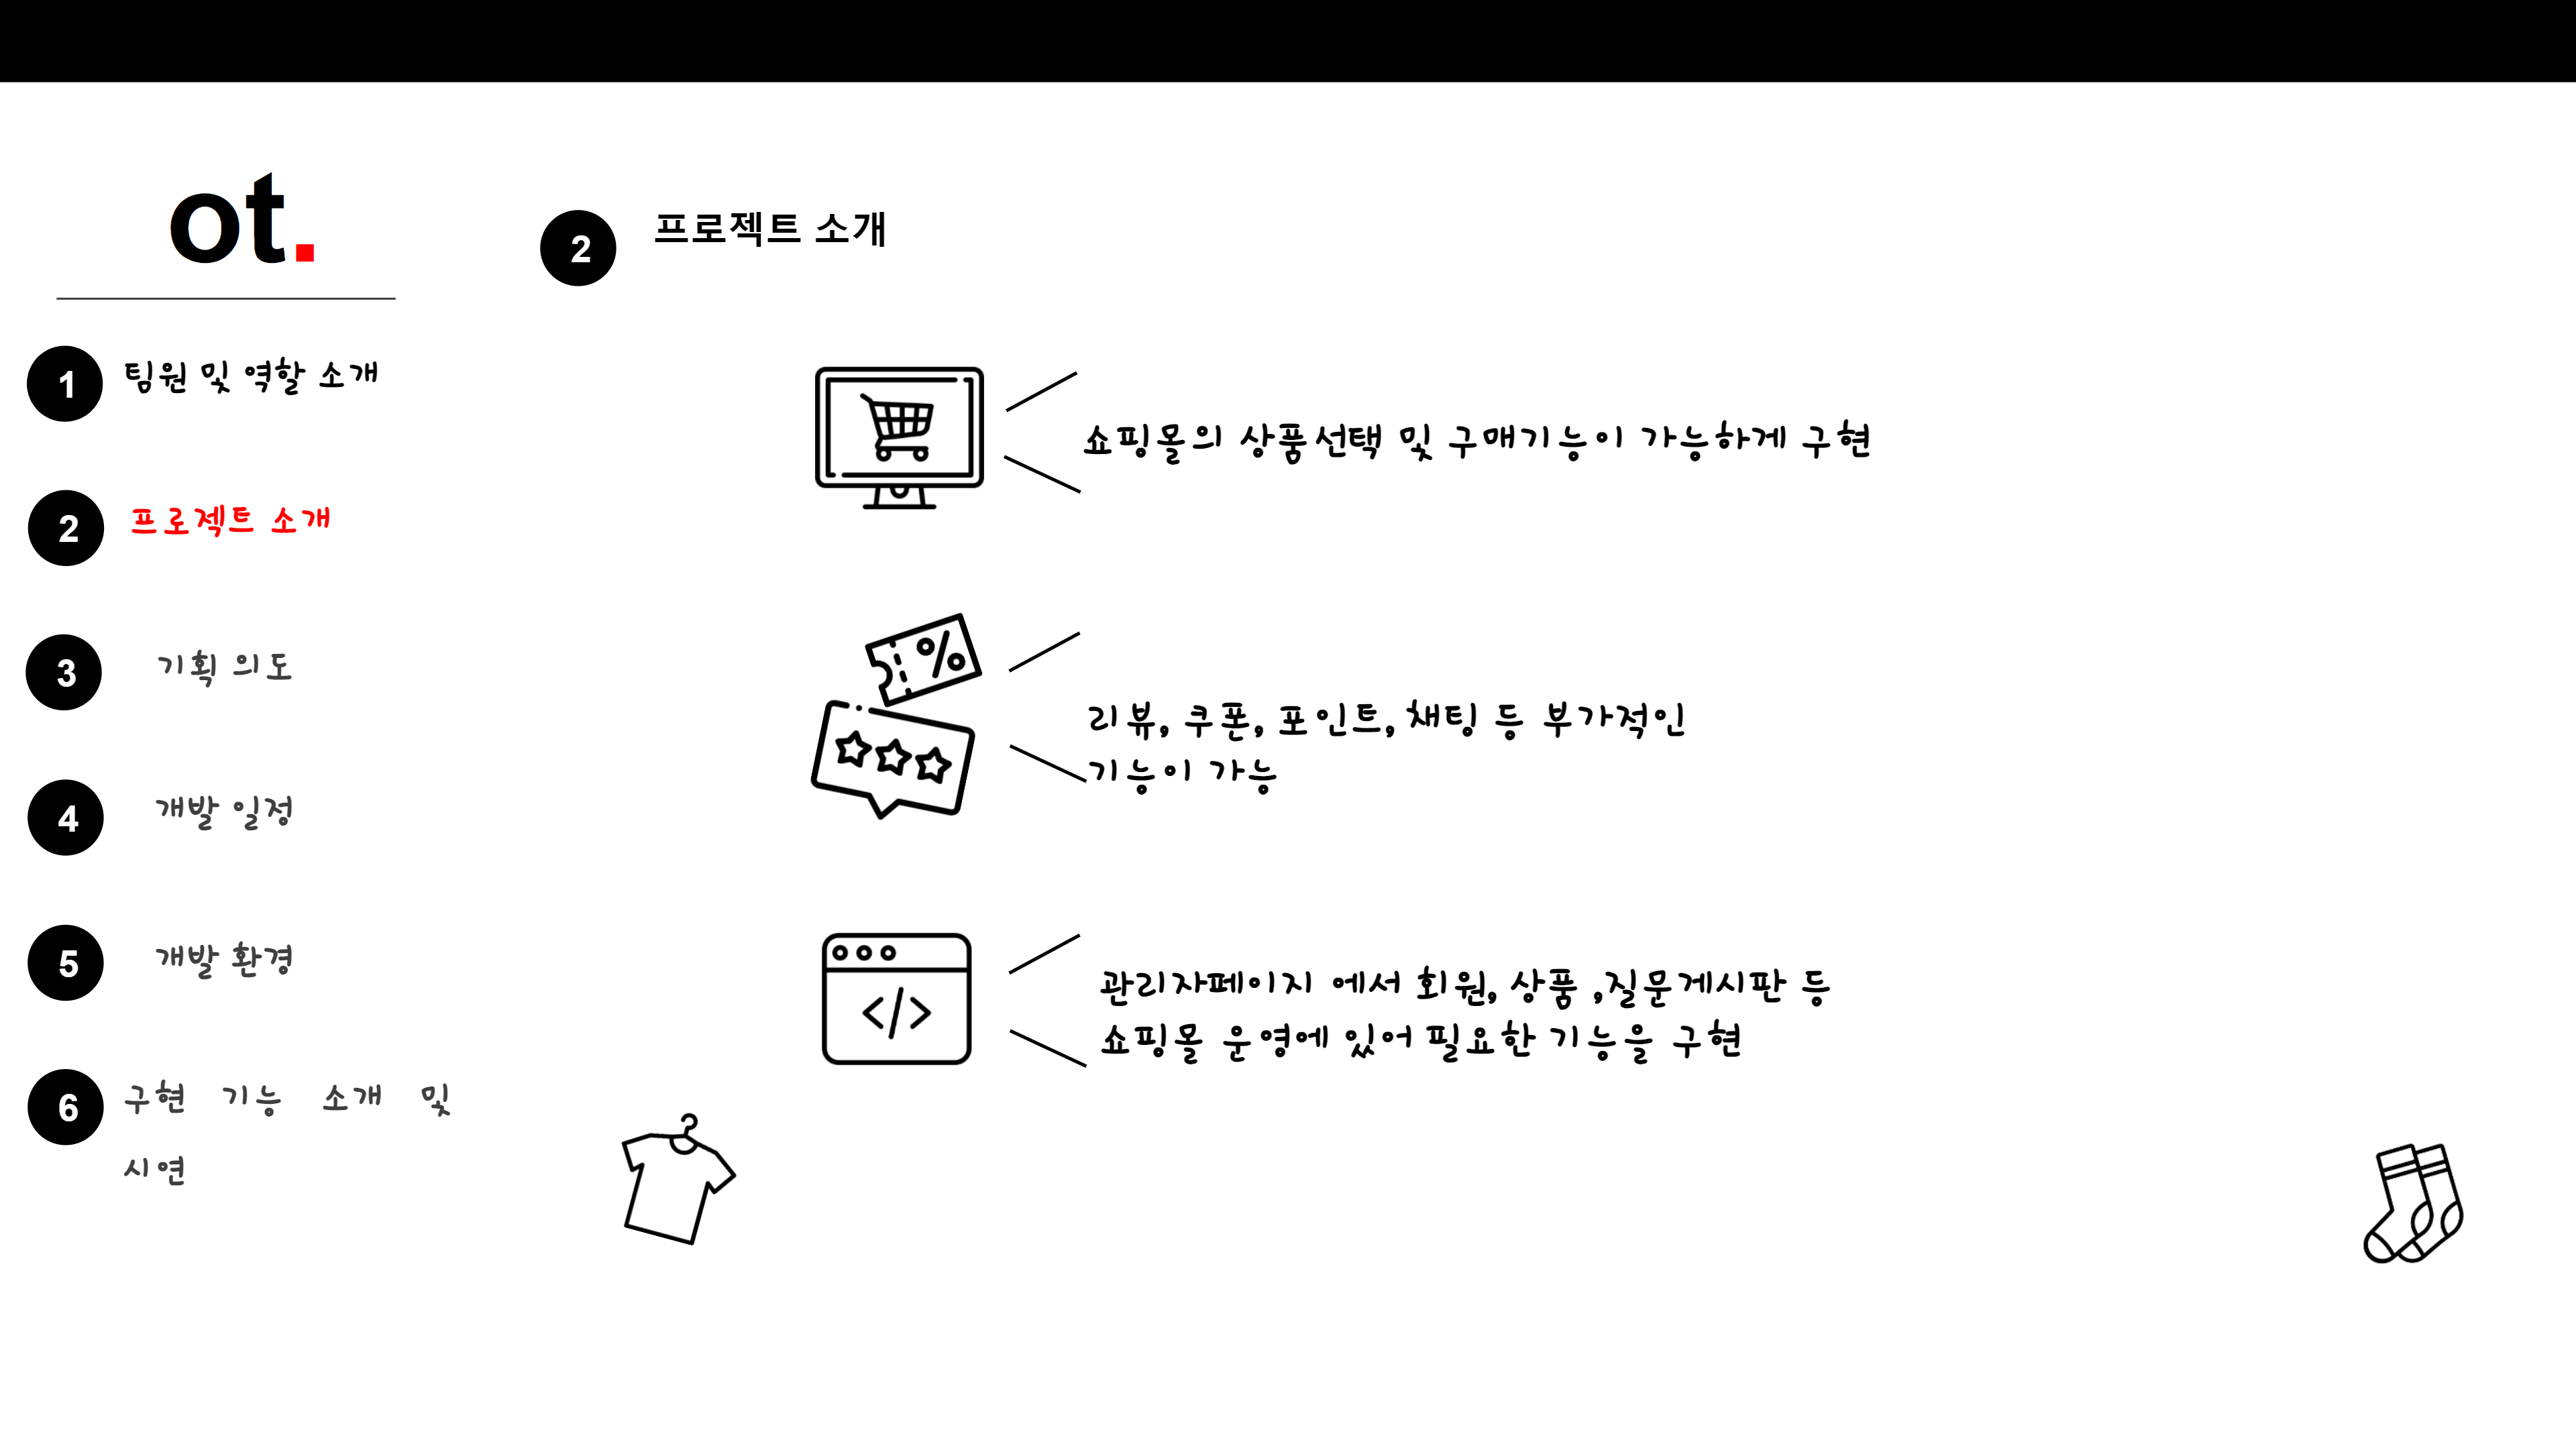 ot.
1 팀원 및 역할 소개
2 프로젝트 소개
3 기획 의도
4 개발 일정
5 개발 환경
6 구현 기능 소개 및
시연
2 프로젝트 소개
쇼핑몰의 상품선택 및 구매기능이 가능하게 구현
리뷰, 쿠폰, 포인트, 채팅 등 부가적인
기능이 가능
관리자페이지 에서 회원, 상품 ,질문게시판 등
쇼핑몰 운영에 있어 필요한 기능을 구현